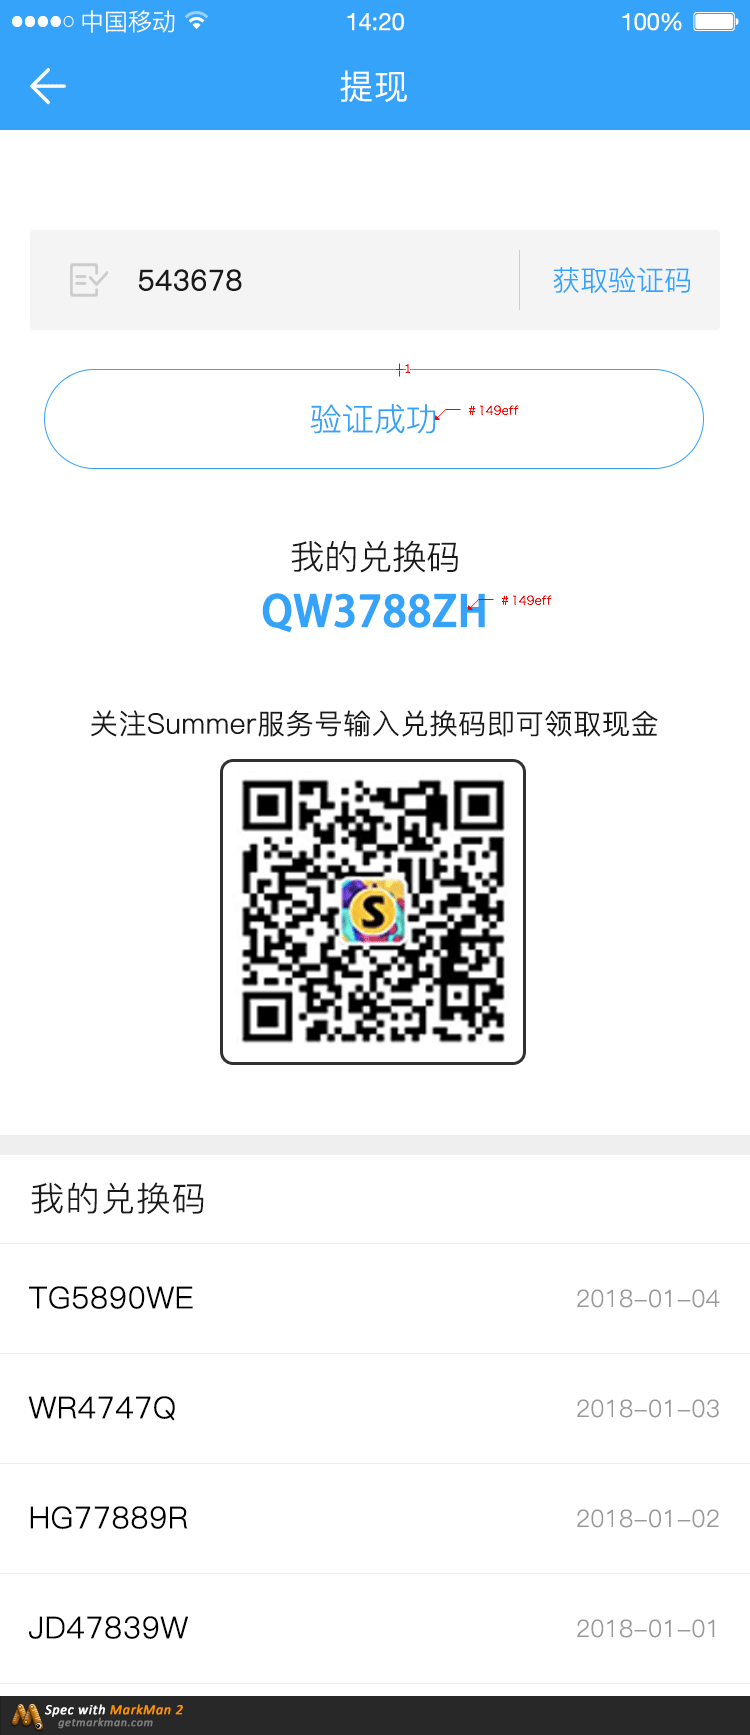 中国移动 14:20 100%
提现
543678 获取验证码
1
验证成功 #149eff
我的兑换码
QW3788ZH #149eff
关注Summer服务号输入兑换码即可领取现金
S
我的兑换码
TG5890WE 2018-01-04
WR4747Q 2018-01-03
HG77889R 2018-01-02
JD47839W 2018-01-01
Spec with MarkMan 2
getmarkman.com